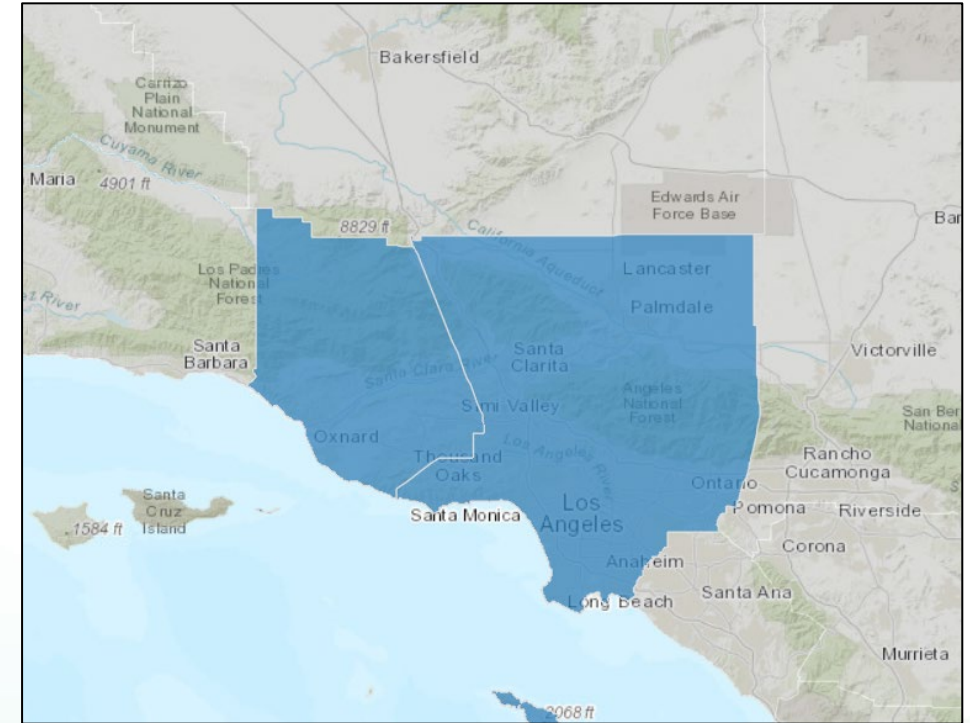 Bakersfield
Carrizo
Plain
National
Monument
Cuyama River
Maria
4901 ft
Edwards Air
Force Base
Bar
8829 ft
California Aqueduct
Los Padres
National
Forest
Lancaster
Palmdale
ez River
Santa
Barbara
Santa
Clarita
Victorville
Santa Clara River
Angeles
National
Forest
Simi Valley
San Ber
National
Oxnard
Thousand
Oaks
Los Angeles River
Rancho
Cucamonga
Ontario
Santa
Cruz
Island
1584 ft
Santa Monica
Los
Angeles
Pomona
Riverside
Corona
Anaheim
Long Beach
Santa Ana
Murrieta
2068 ft